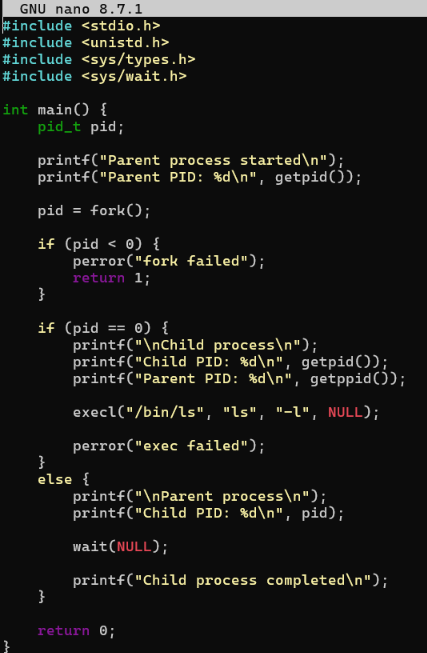 GNU nano 8.7.1
#include <stdio.h>
#include <unistd.h>
#include <sys/types.h>
#include <sys/wait.h>

int main() {
    pid_t pid;

    printf("Parent process started\n");
    printf("Parent PID: %d\n", getpid());

    pid = fork();

    if (pid < 0) {
        perror("fork failed");
        return 1;
    }

    if (pid == 0) {
        printf("\nChild process\n");
        printf("Child PID: %d\n", getpid());
        printf("Parent PID: %d\n", getppid());

        execl("/bin/ls", "ls", "-l", NULL);

        perror("exec failed");
    }
    else {
        printf("\nParent process\n");
        printf("Child PID: %d\n", pid);

        wait(NULL);

        printf("Child process completed\n");
    }

    return 0;
}